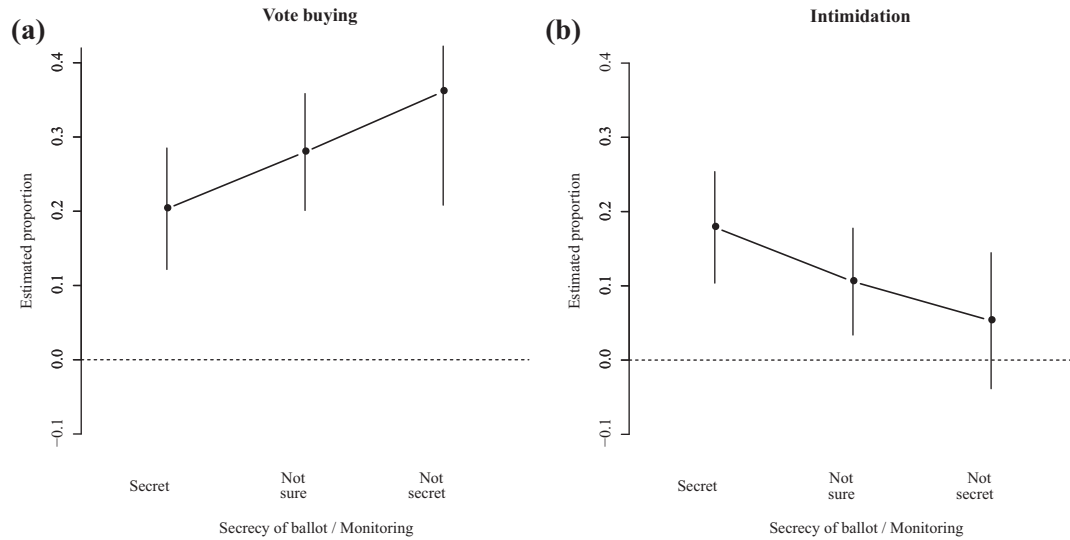 Vote buying
(a)
0.4
0.3
0.2
0.1
0.0
−0.1
Estimated proportion
Secret
Not
sure
Not
secret
Secrecy of ballot / Monitoring
Intimidation
(b)
0.4
0.3
0.2
0.1
0.0
−0.1
Estimated proportion
Secret
Not
sure
Not
secret
Secrecy of ballot / Monitoring